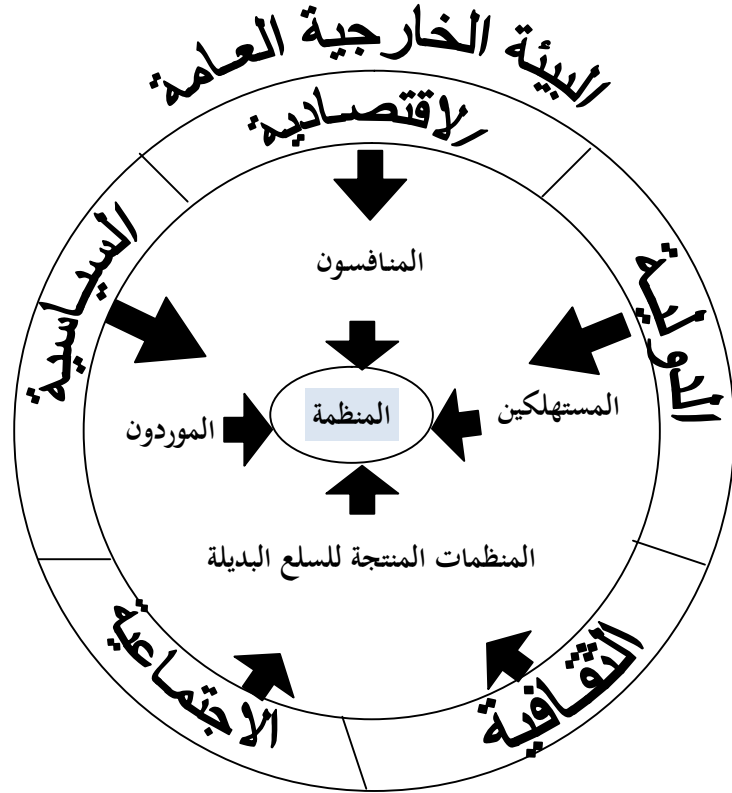 البيئة الخارجية العامة
الاقتصادية
الدولية
السياسية
المنافسون
المستهلكين
المنظمة
الموردون
المنظمات المنتجة للسلع البديلة
الثقافية
الاجتماعية